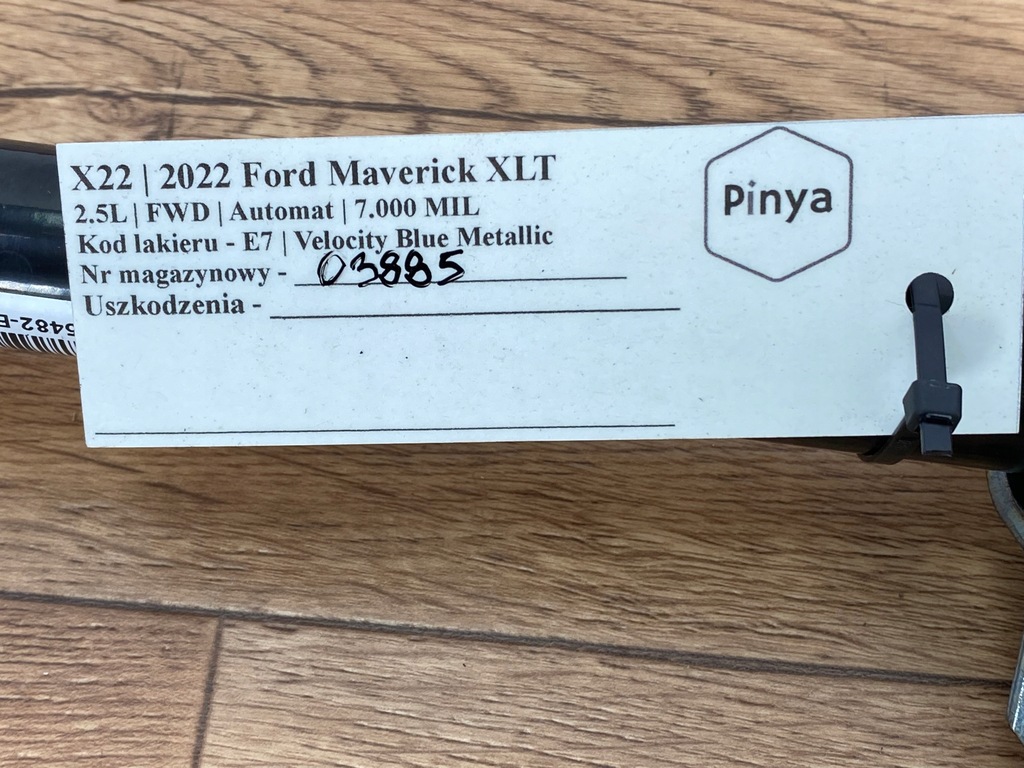 X22 | 2022 Ford Maverick XLT
2.5L | FWD | Automat | 7.000 MIL
Kod lakieru - E7 | Velocity Blue Metallic
Nr magazynowy - 03885
Uszkodzenia -
Pinya